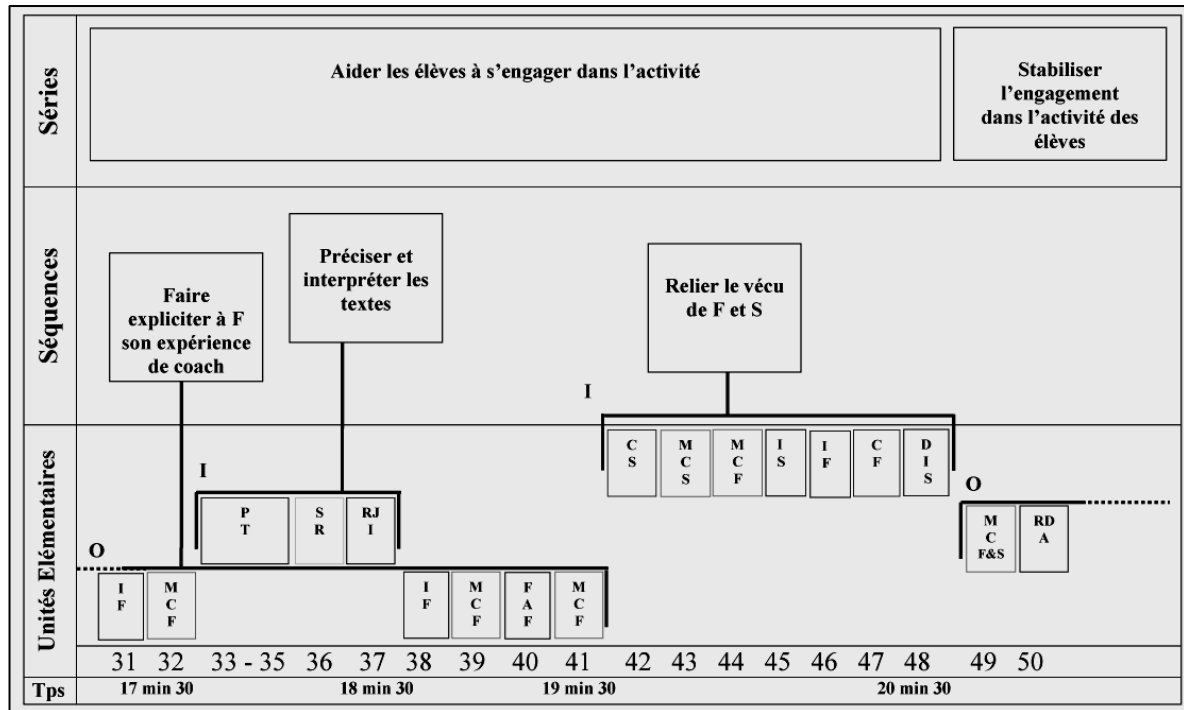 Séries
Aider les élèves à s'engager dans l'activité
Stabiliser
l'engagement
dans l'activité des
élèves
Séquences
Faire
expliciter à F
son expérience
de coach
Préciser et
interpréter les
textes
Relier le vécu
de F et S
Unités Elémentaires
O
I
F
M
C
F
I
P
T
S
R
RJ
I
I
F
M
C
F
F
A
F
M
C
F
I
C
S
M
C
S
M
C
F
I
S
I
F
C
F
D
I
S
O
M
C
F&S
RD
A
31 32 33 - 35 36 37 38 39 40 41 42 43 44 45 46 47 48 49 50
Tps 17 min 30 18 min 30 19 min 30 20 min 30